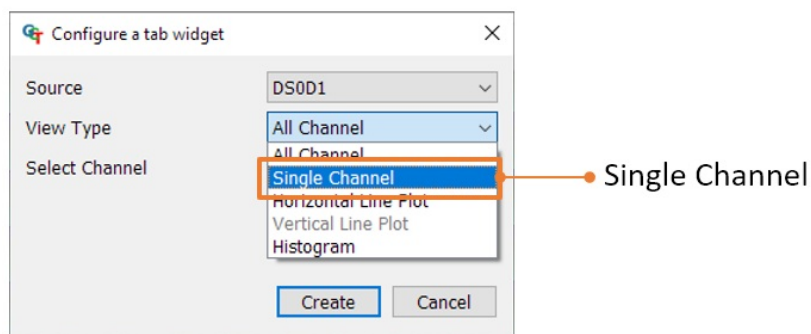 Configure a tab widget
Source
DS0D1
View Type
All Channel
All Channel
Select Channel
Single Channel
Single Channel
Horizontal Line Plot
Vertical Line Plot
Histogram
Create
Cancel